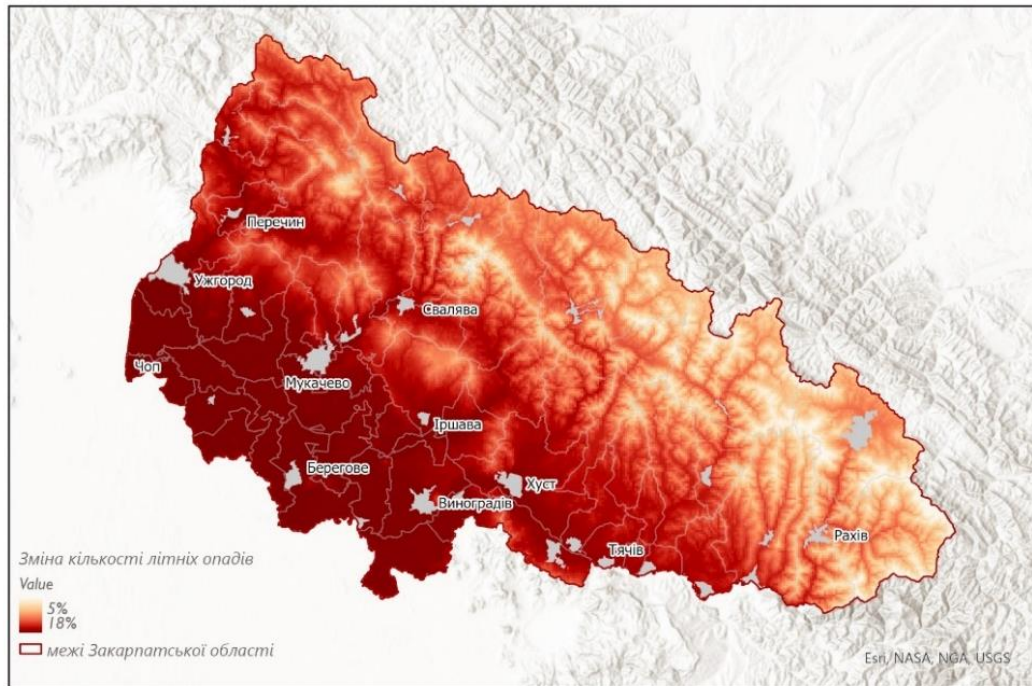 Перечин
Ужгород
Свалява
Чоп
Мукачево
Іршава
Берегове
Хуст
Виноградів
Рахів
Тячів
Зміна кількості літніх опадів
Value
5%
18%
межі Закарпатської області
Esri, NASA, NGA, USGS